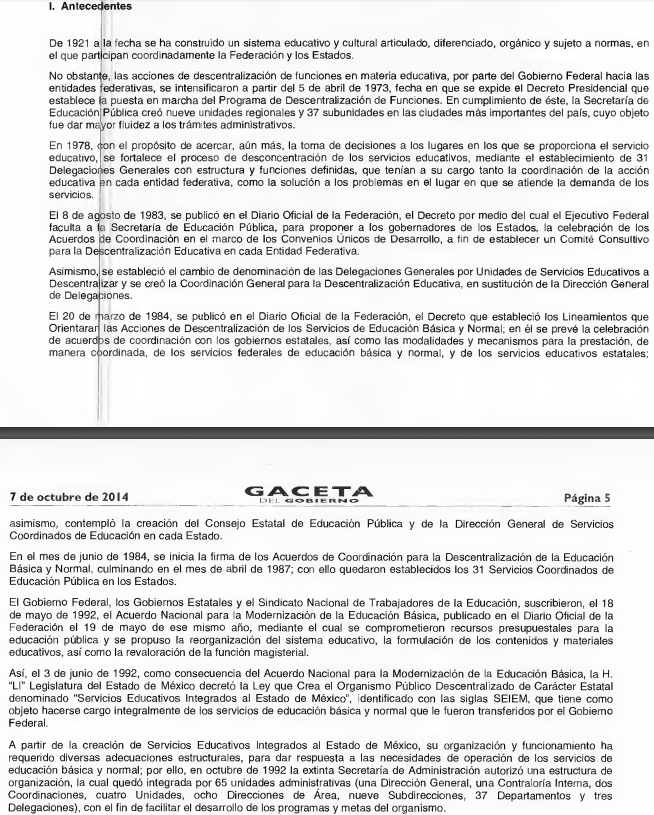 I. Antecedentes
De 1921 a la fecha se ha construido un sistema educativo y cultural articulado, diferenciado, orgánico y sujeto a normas, en
el que participan coordinadamente la Federación y los Estados.
No obstante, las acciones de descentralización de funciones en materia educativa, por parte del Gobierno Federal hacia las
entidades federativas, se intensificaron a partir del 5 de abril de 1973, fecha en que se expide el Decreto Presidencial que
establece la puesta en marcha del Programa de Descentralización de Funciones. En cumplimiento de éste, la Secretaría de
Educación Pública creó nueve unidades regionales y 37 subunidades en las ciudades más importantes del país, cuyo objeto
fue dar mayor fluidez a los trámites administrativos.
En 1978, con el propósito de acercar, aún más, la toma de decisiones a los lugares en los que se proporciona el servicio
educativo, se fortalece el proceso de desconcentración de los servicios educativos, mediante el establecimiento de 31
Delegaciones Generales con estructura y funciones definidas, que tenían a su cargo tanto la coordinación de la acción
educativa en cada entidad federativa, como la solución a los problemas en el lugar en que se atiende la demanda de los
servicios.
El 8 de agosto de 1983, se publicó en el Diario Oficial de la Federación, el Decreto por medio del cual el Ejecutivo Federal
faculta a la Secretaría de Educación Pública, para proponer a los gobernadores de los Estados, la celebración de los
Acuerdos de Coordinación en el marco de los Convenios Únicos de Desarrollo, a fin de establecer un Comité Consultivo
para la Descentralización Educativa en cada Entidad Federativa.
Asimismo, se estableció el cambio de denominación de las Delegaciones Generales por Unidades de Servicios Educativos a
Descentralizar y se creó la Coordinación General para la Descentralización Educativa, en sustitución de la Dirección General
de Delegaciones.
El 20 de marzo de 1984, se publicó en el Diario Oficial de la Federación, el Decreto que estableció los Lineamientos que
Orientaran las Acciones de Descentralización de los Servicios de Educación Básica y Normal; en él se prevé la celebración
de acuerdos de coordinación con los gobiernos estatales, así como las modalidades y mecanismos para la prestación, de
manera coordinada, de los servicios federales de educación básica y normal, y de los servicios educativos estatales;
7 de octubre de 2014
GACETA
DEL GOBIERNO
Página 5
asimismo, contempló la creación del Consejo Estatal de Educación Pública y de la Dirección General de Servicios
Coordinados de Educación en cada Estado.
En el mes de junio de 1984, se inicia la firma de los Acuerdos de Coordinación para la Descentralización de la Educación
Básica y Normal, culminando en el mes de abril de 1987; con ello quedaron establecidos los 31 Servicios Coordinados de
Educación Pública en los Estados.
El Gobierno Federal, los Gobiernos Estatales y el Sindicato Nacional de Trabajadores de la Educación, suscribieron, el 18
de mayo de 1992, el Acuerdo Nacional para la Modernización de la Educación Básica, publicado en el Diario Oficial de la
Federación el 19 de mayo de ese mismo año, mediante el cual se comprometieron recursos presupuestales para la
educación pública y se propuso la reorganización del sistema educativo, la formulación de los contenidos y materiales
educativos, así como la revaloración de la función magisterial.
Así, el 3 de junio de 1992, como consecuencia del Acuerdo Nacional para la Modernización de la Educación Básica, la H.
"LI" Legislatura del Estado de México decretó la Ley que Crea el Organismo Público Descentralizado de Carácter Estatal
denominado "Servicios Educativos Integrados al Estado de México", identificado con las siglas SEIEM, que tiene como
objeto hacerse cargo integralmente de los servicios de educación básica y normal que le fueron transferidos por el Gobierno
Federal.
A partir de la creación de Servicios Educativos Integrados al Estado de México, su organización y funcionamiento ha
requerido diversas adecuaciones estructurales, para dar respuesta a las necesidades de operación de los servicios de
educación básica y normal; por ello, en octubre de 1992 la extinta Secretaría de Administración autorizó una estructura de
organización, la cual quedó integrada por 65 unidades administrativas (una Dirección General, una Contraloría Interna, dos
Coordinaciones, cuatro Unidades, ocho Direcciones de Área, nueve Subdirecciones, 37 Departamentos y tres
Delegaciones), con el fin de facilitar el desarrollo de los programas y metas del organismo.